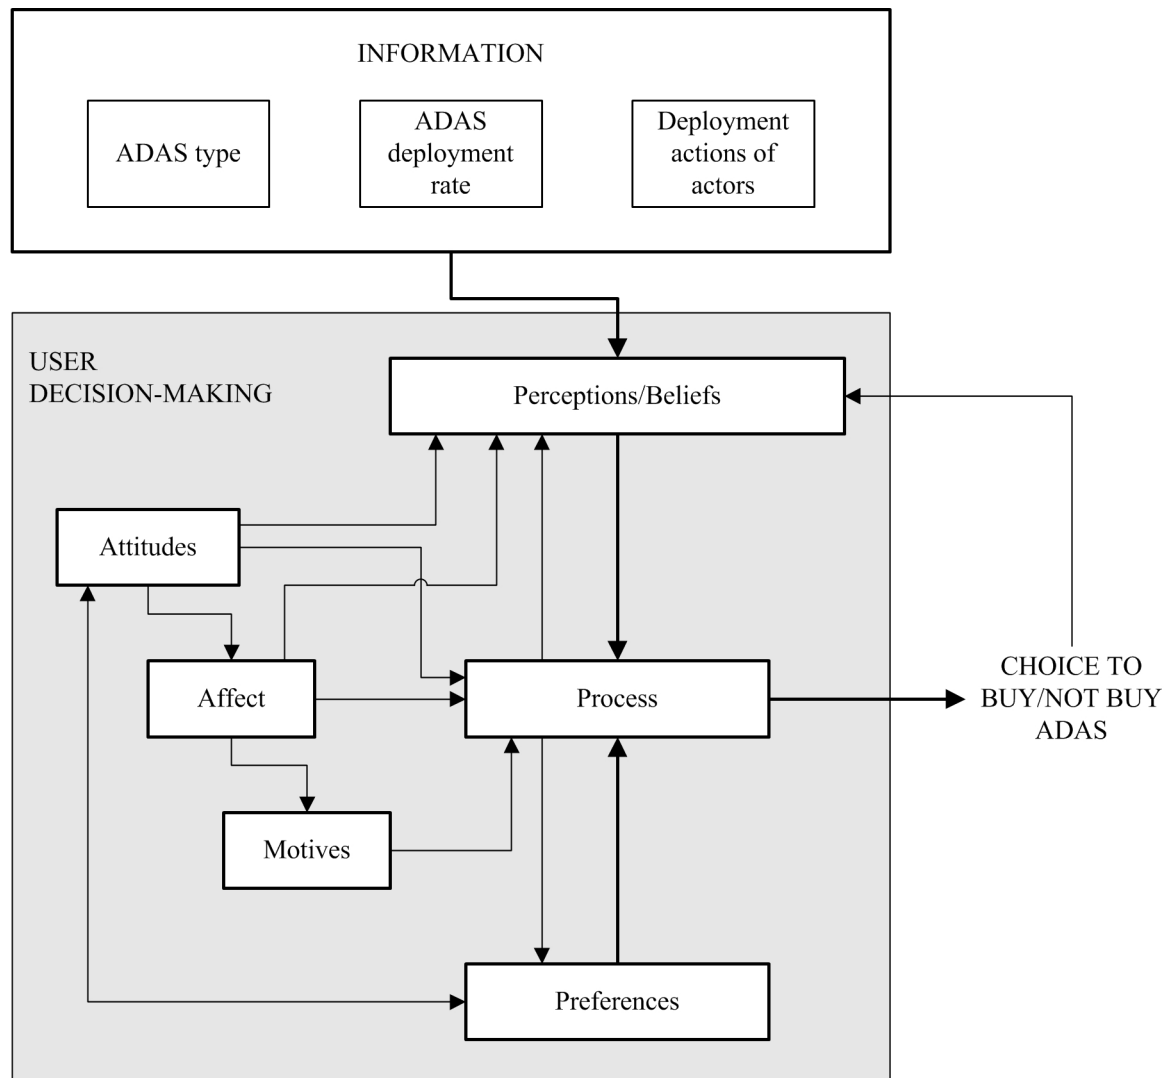 INFORMATION
ADAS type
ADAS
deployment
rate
Deployment
actions of
actors
USER
DECISION-MAKING
Perceptions/Beliefs
Attitudes
Affect
Process
CHOICE TO
BUY/NOT BUY
ADAS
Motives
Preferences